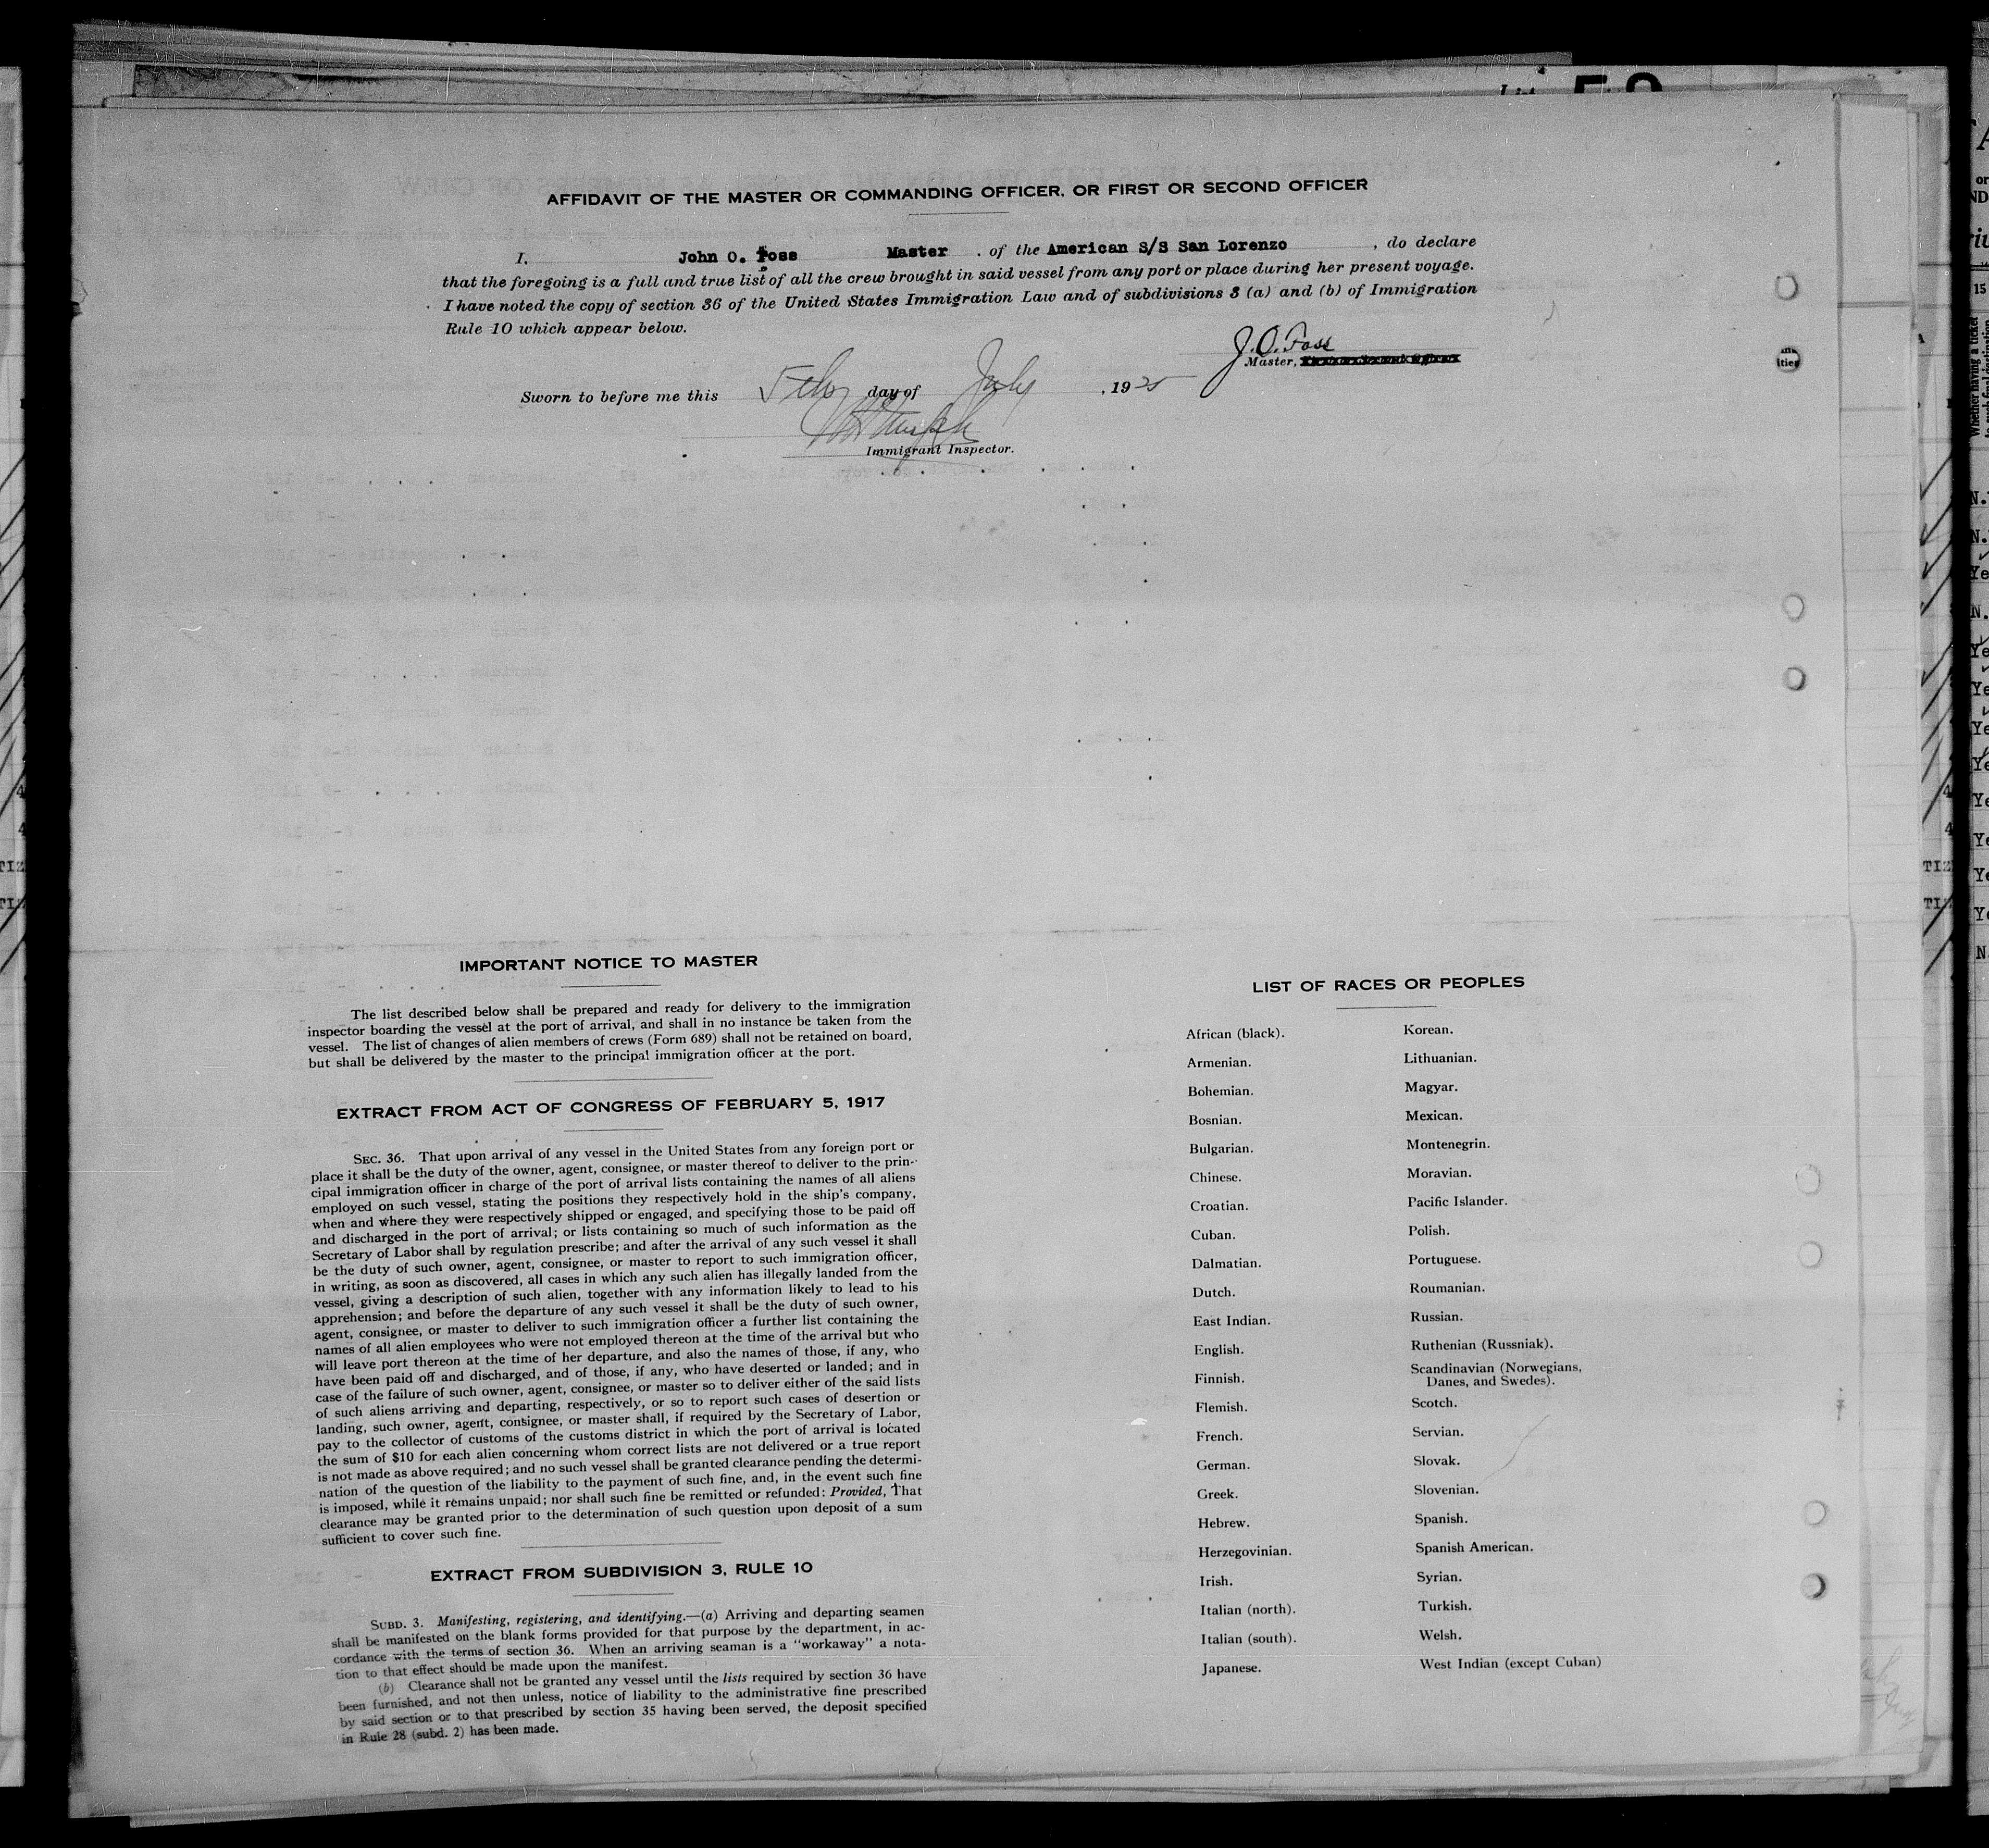 AFFIDAVIT OF THE MASTER OR COMMANDING OFFICER, OR FIRST OR SECOND OFFICER
I, John O. Foss Master, of the American S/S San Lorenzo, do declare
that the foregoing is a full and true list of all the crew brought in said vessel from any port or place during her present voyage.
I have noted the copy of section 36 of the United States Immigration Law and of subdivisions 3 (a) and (b) of Immigration
Rule 10 which appear below.
J. O. Foss
Master,
Sworn to before me this day of July, 1925
Immigrant Inspector.
IMPORTANT NOTICE TO MASTER
The list described below shall be prepared and ready for delivery to the immigration
inspector boarding the vessel at the port of arrival, and shall in no instance be taken from the
vessel. The list of changes of alien members of crews (Form 689) shall not be retained on board,
but shall be delivered by the master to the principal immigration officer at the port.
EXTRACT FROM ACT OF CONGRESS OF FEBRUARY 5, 1917
SEC. 36. That upon arrival of any vessel in the United States from any foreign port or
place it shall be the duty of the owner, agent, consignee, or master thereof to deliver to the prin-
cipal immigration officer in charge of the port of arrival lists containing the names of all aliens
employed on such vessel, stating the positions they respectively hold in the ship's company,
when and where they were respectively shipped or engaged, and specifying those to be paid off
and discharged in the port of arrival; or lists containing so much of such information as the
Secretary of Labor shall by regulation prescribe; and after the arrival of any such vessel it shall
be the duty of such owner, agent, consignee, or master to report to such immigration officer,
in writing, as soon as discovered, all cases in which any such alien has illegally landed from the
vessel, giving a description of such alien, together with any information likely to lead to his
apprehension; and before the departure of any such vessel it shall be the duty of such owner,
agent, consignee, or master to deliver to such immigration officer a further list containing the
names of all alien employees who were not employed thereon at the time of the arrival but who
will leave port thereon at the time of her departure, and also the names of those, if any, who
have been paid off and discharged, and of those, if any, who have deserted or landed; and in
case of the failure of such owner, agent, consignee, or master so to deliver either of the said lists
of such aliens arriving and departing, respectively, or so to report such cases of desertion or
landing, such owner, agent, consignee, or master shall, if required by the Secretary of Labor,
pay to the collector of customs of the customs district in which the port of arrival is located
the sum of $10 for each alien concerning whom correct lists are not delivered or a true report
is not made as above required; and no such vessel shall be granted clearance pending the determi-
nation of the question of the liability to the payment of such fine, and, in the event such fine
is imposed, while it remains unpaid; nor shall such fine be remitted or refunded: Provided, That
clearance may be granted prior to the determination of such question upon deposit of a sum
sufficient to cover such fine.
EXTRACT FROM SUBDIVISION 3, RULE 10
SUBD. 3. Manifesting, registering, and identifying.—(a) Arriving and departing seamen
shall be manifested on the blank forms provided for that purpose by the department, in ac-
cordance with the terms of section 36. When an arriving seaman is a "workaway" a nota-
tion to that effect should be made upon the manifest.
(b) Clearance shall not be granted any vessel until the lists required by section 36 have
been furnished, and not then unless, notice of liability to the administrative fine prescribed
by said section or to that prescribed by section 35 having been served, the deposit specified
in Rule 28 (subd. 2) has been made.
LIST OF RACES OR PEOPLES
African (black).
Armenian.
Bohemian.
Bosnian.
Bulgarian.
Chinese.
Croatian.
Cuban.
Dalmatian.
Dutch.
East Indian.
English.
Finnish.
Flemish.
French.
German.
Greek.
Hebrew.
Herzegovinian.
Irish.
Italian (north).
Italian (south).
Japanese.
Korean.
Lithuanian.
Magyar.
Mexican.
Montenegrin.
Moravian.
Pacific Islander.
Polish.
Portuguese.
Roumanian.
Russian.
Ruthenian (Russniak).
Scandinavian (Norwegians,
Danes, and Swedes).
Scotch.
Servian.
Slovak.
Slovenian.
Spanish.
Spanish American.
Syrian.
Turkish.
Welsh.
West Indian (except Cuban)